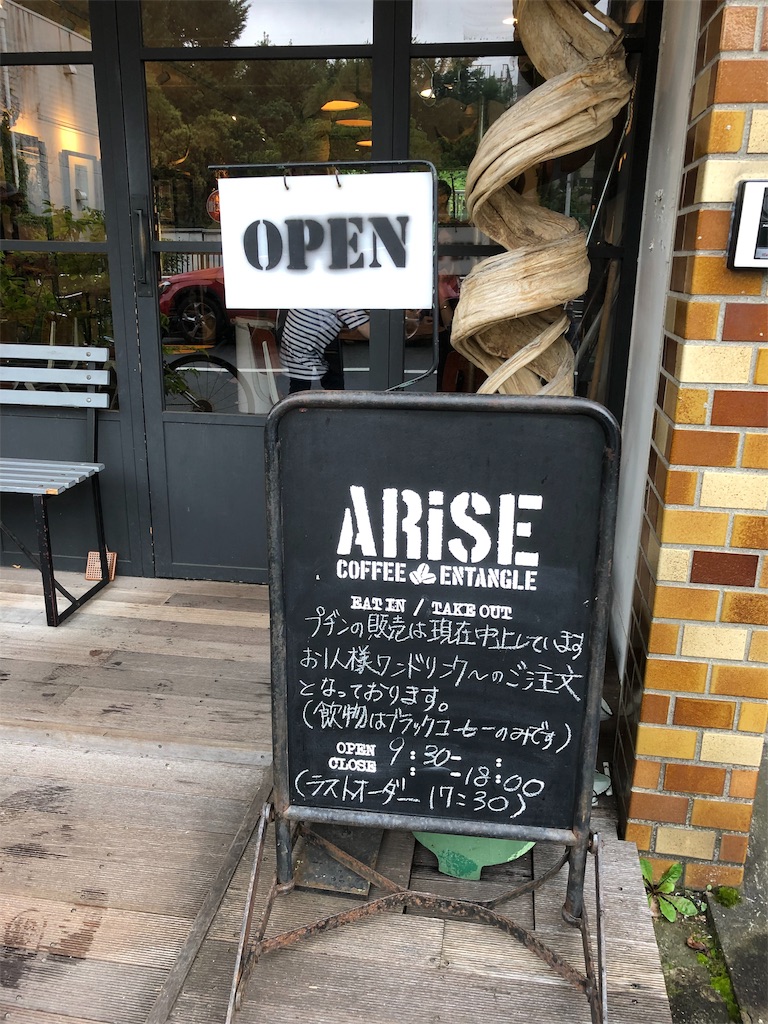 OPEN
ARiSE
COFFEE ENTANGLE
EAT IN / TAKE OUT
プヂンの販売は現在中止しています
お1人様ワンドリンク〜のご注文
となっております。
(飲物はブラックコーヒーのみです)
OPEN 9:30-
CLOSE -18:00
(ラストオーダー 17:30)